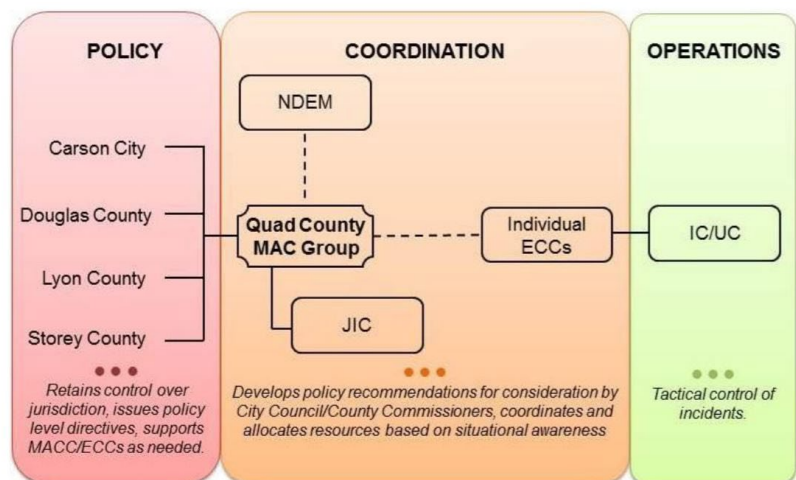 POLICY
Carson City
Douglas County
Lyon County
Storey County
Retains control over
jurisdiction, issues policy
level directives, supports
MACC/ECCs as needed.
COORDINATION
NDEM
Quad County
MAC Group
Individual
ECCs
JIC
Develops policy recommendations for consideration by
City Council/County Commissioners, coordinates and
allocates resources based on situational awareness
OPERATIONS
IC/UC
Tactical control of
incidents.